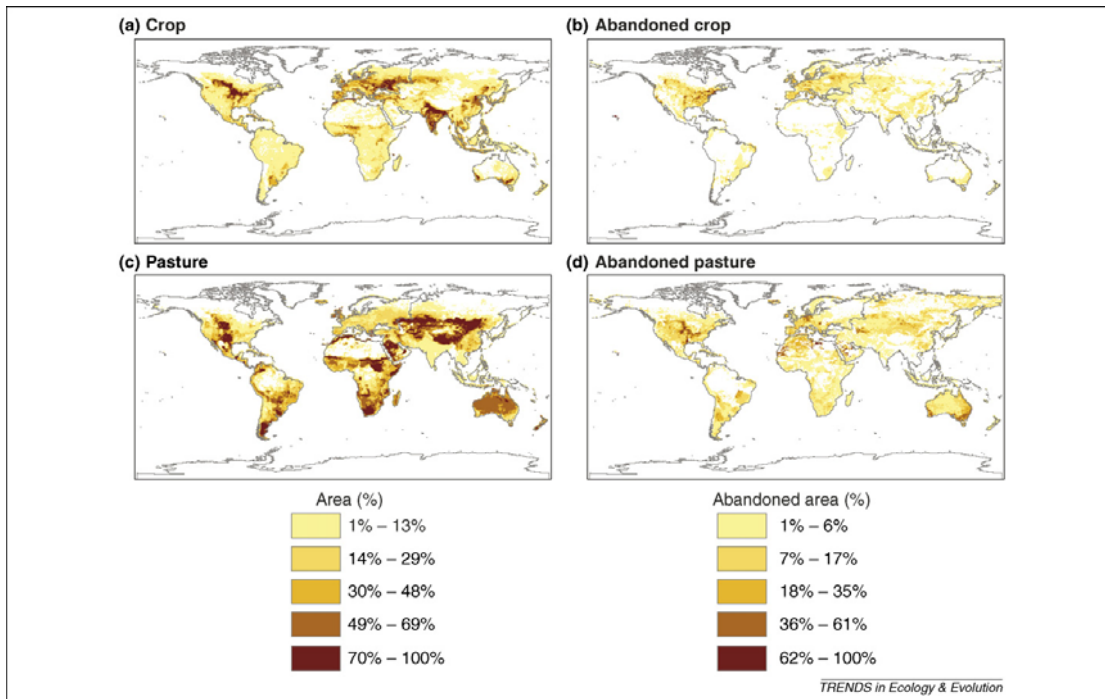 (a) Crop
(b) Abandoned crop
(c) Pasture
(d) Abandoned pasture
Area (%)
1% – 13%
14% – 29%
30% – 48%
49% – 69%
70% – 100%
Abandoned area (%)
1% – 6%
7% – 17%
18% – 35%
36% – 61%
62% – 100%
TRENDS in Ecology & Evolution